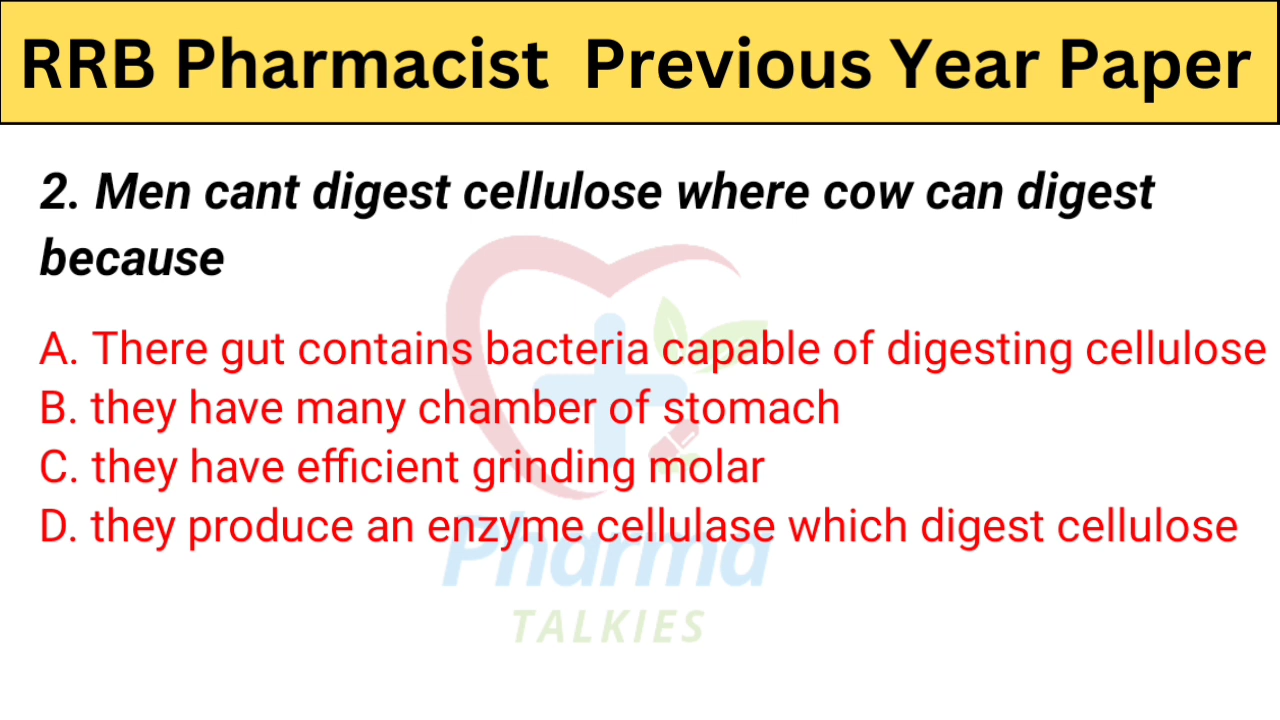 RRB Pharmacist Previous Year Paper
2. Men cant digest cellulose where cow can digest
because
A. There gut contains bacteria capable of digesting cellulose
B. they have many chamber of stomach
C. they have efficient grinding molar
D. they produce an enzyme cellulase which digest cellulose
Pharma
TALKIES